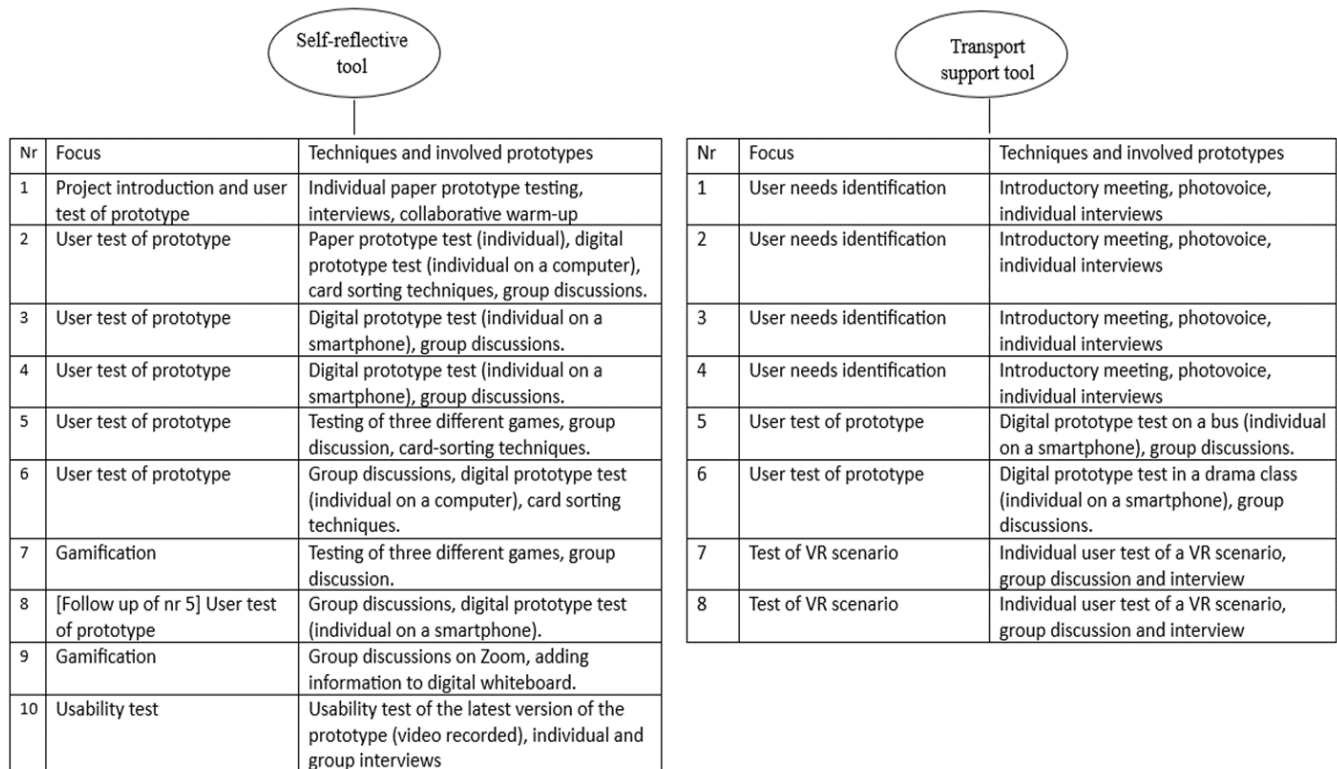 Self-reflective
tool
Nr Focus Techniques and involved prototypes
1 Project introduction and user Individual paper prototype testing,
test of prototype interviews, collaborative warm-up
2 User test of prototype Paper prototype test (individual), digital
prototype test (individual on a computer),
card sorting techniques, group discussions.
3 User test of prototype Digital prototype test (individual on a
smartphone), group discussions.
4 User test of prototype Digital prototype test (individual on a
smartphone), group discussions.
5 User test of prototype Testing of three different games, group
discussion, card-sorting techniques.
6 User test of prototype Group discussions, digital prototype test
(individual on a computer), card sorting
techniques.
7 Gamification Testing of three different games, group
discussion.
8 [Follow up of nr 5] User test Group discussions, digital prototype test
of prototype (individual on a smartphone).
9 Gamification Group discussions on Zoom, adding
information to digital whiteboard.
10 Usability test Usability test of the latest version of the
prototype (video recorded), individual and
group interviews
Transport
support tool
Nr Focus Techniques and involved prototypes
1 User needs identification Introductory meeting, photovoice,
individual interviews
2 User needs identification Introductory meeting, photovoice,
individual interviews
3 User needs identification Introductory meeting, photovoice,
individual interviews
4 User needs identification Introductory meeting, photovoice,
individual interviews
5 User test of prototype Digital prototype test on a bus (individual
on a smartphone), group discussions.
6 User test of prototype Digital prototype test in a drama class
(individual on a smartphone), group
discussions.
7 Test of VR scenario Individual user test of a VR scenario,
group discussion and interview
8 Test of VR scenario Individual user test of a VR scenario,
group discussion and interview